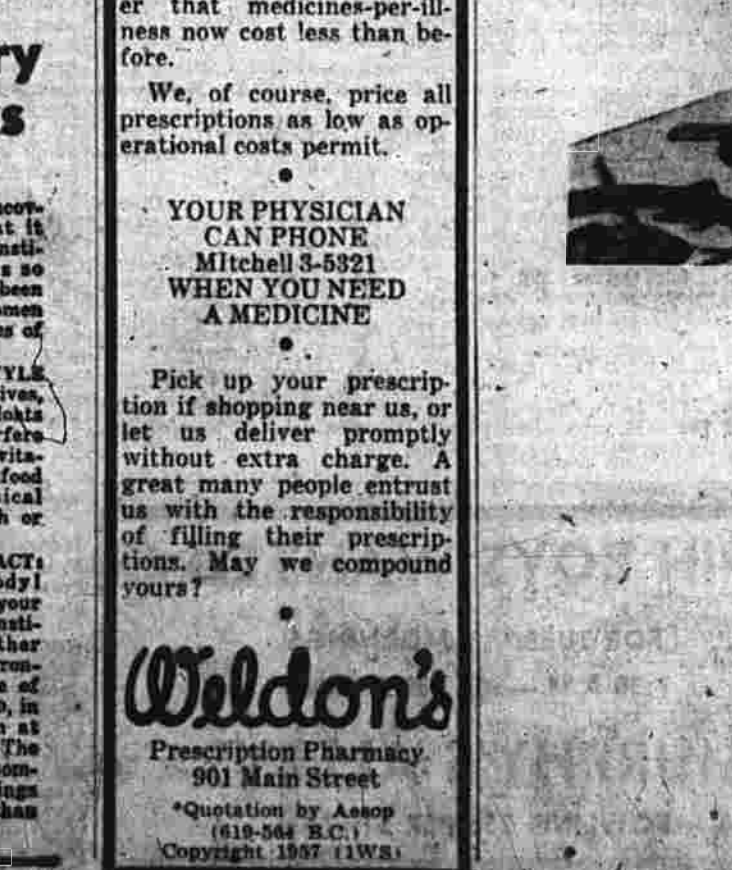 ry
s
er that medicines-per-ill-
ness now cost less than be-
fore.
We, of course, price all
prescriptions as low as op-
erational costs permit.
YOUR PHYSICIAN
CAN PHONE
MItchell 3-5321
WHEN YOU NEED
A MEDICINE
Pick up your prescrip-
tion if shopping near us, or
let us deliver promptly
without extra charge. A
great many people entrust
us with the responsibility
of filling their prescrip-
tions. May we compound
yours?
Weldon's
Prescription Pharmacy
901 Main Street
*Quotation by Aesop
(619-564 B.C.)
Copyright 1957 (1W5)